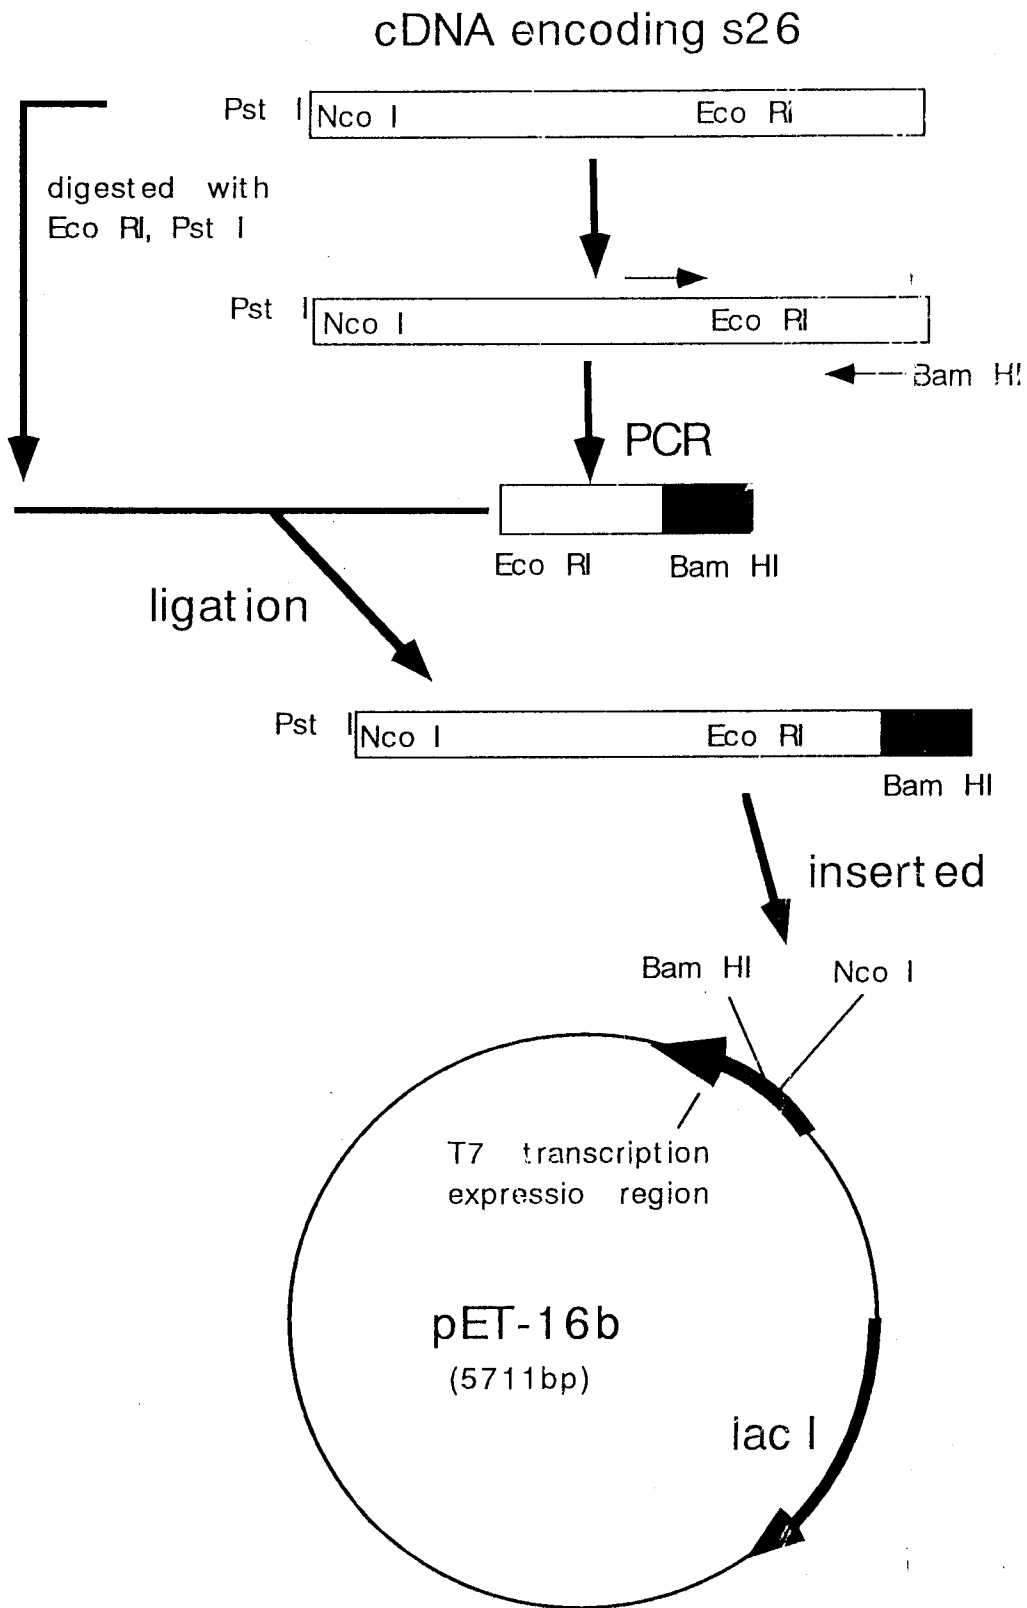 cDNA encoding s26
Pst I
Nco I
Eco RI
digested with
Eco RI, Pst I
Pst I
Nco I
Eco RI
Bam HI
PCR
Eco RI
Bam HI
ligation
Pst I
Nco I
Eco RI
Bam HI
inserted
Bam HI
Nco I
T7 transcription
expressio region
pET-16b
(5711bp)
lac I